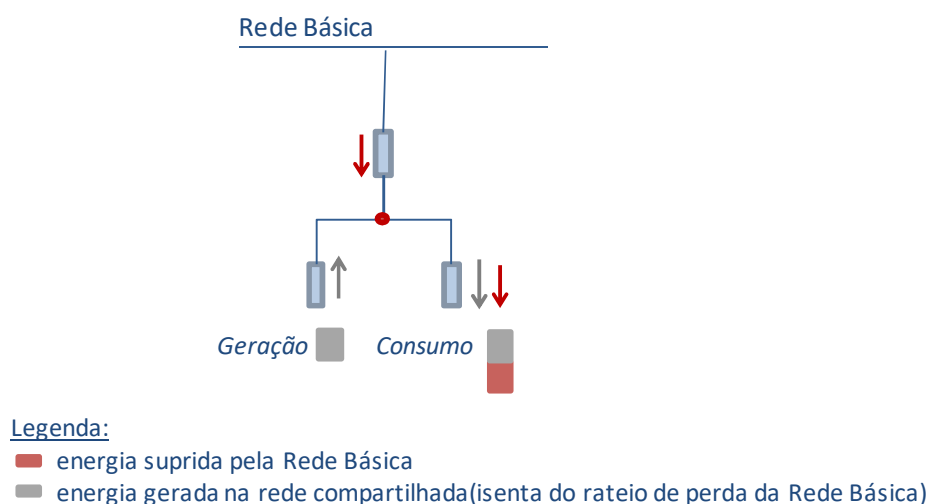 Rede Básica
Geração
Consumo
Legenda:
energia suprida pela Rede Básica
energia gerada na rede compartilhada(isenta do rateio de perda da Rede Básica)